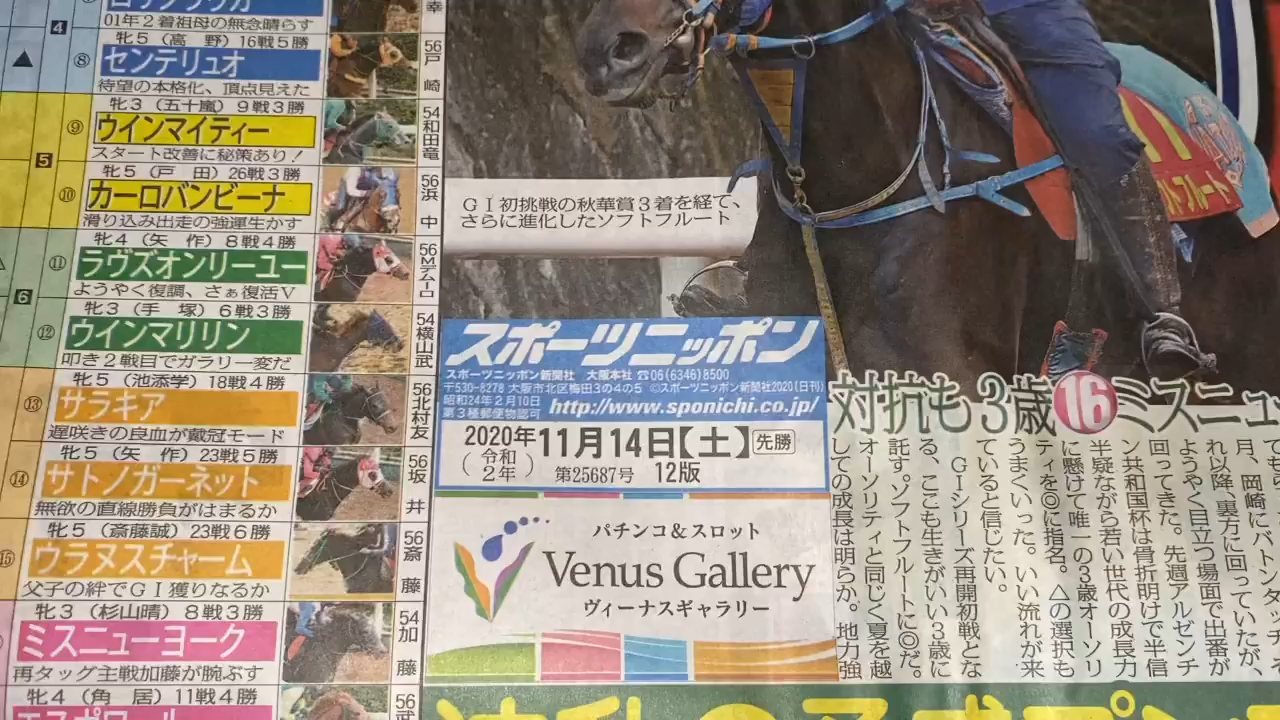 01年2着祖母の無念晴らす
幸
4
牝5(高 野)16戦5勝
▲
⑧
センテリュオ
待望の本格化、頂点見えた
56戸崎
牝3(五十嵐)9戦3勝
⑨
ウインマイティー
スタート改善に秘策あり!
54和田竜
5
牝5(戸 田)26戦3勝
⑩
カーロバンビーナ
滑り込み出走の強運生かす
56浜中
牝4(矢 作)8戦4勝
⑪
ラヴズオンリーユー
ようやく復調、さぁ復活V
56Mデムーロ
6
牝3(手 塚)6戦3勝
⑫
ウインマリリン
叩き2戦目でガラリ一変だ
54横山武
牝5(池添学)18戦4勝
⑬
サラキア
遅咲きの良血が戴冠モード
56北村友
牝5(矢 作)23戦5勝
⑭
サトノガーネット
無欲の直線勝負がはまるか
56坂井
牝5(斎藤誠)23戦6勝
⑮
ウラヌスチャーム
父子の絆でGⅠ獲りなるか
56斎藤
牝3(杉山晴)8戦3勝
ミスニューヨーク
再タッグ主戦加藤が腕ぶす
54加藤
牝4(角 居)11戦4勝
エスポワール
56武
GⅠ初挑戦の秋華賞3着を経て、
さらに進化したソフトフルート
トフルート
スポーツニッポン
スポーツニッポン新聞社 大阪本社 ☎06(6346)8500
〒530-8278 大阪市北区梅田3の4の5 ©スポーツニッポン新聞社2020(日刊)
昭和24年2月10日
第3種郵便物認可
http://www.sponichi.co.jp/
2020年
(令和2年)
11月14日【土】
先勝
第25687号 12版
パチンコ&スロット
Venus Gallery
ヴィーナスギャラリー
対抗も3歳⑯ミスニュ
月、岡崎にバトンタッチ
れ以降、裏方に回っていたが、
ようやく目立つ場面で出番が
回ってきた。先週アルゼンチ
ン共和国杯は骨折明けで半信
半疑ながら若い世代の成長力
に懸けて唯一の3歳オーソリ
ティを◎に指名。△の選択も
うまくいった。いい流れが来
ていると信じたい。
GⅠシリーズ再開初戦とな
る、ここも生きがいい3歳に
託す。ソフトフルートに◎だ。
オーソリティと同じく夏を越
しての成長は明らか。地力強